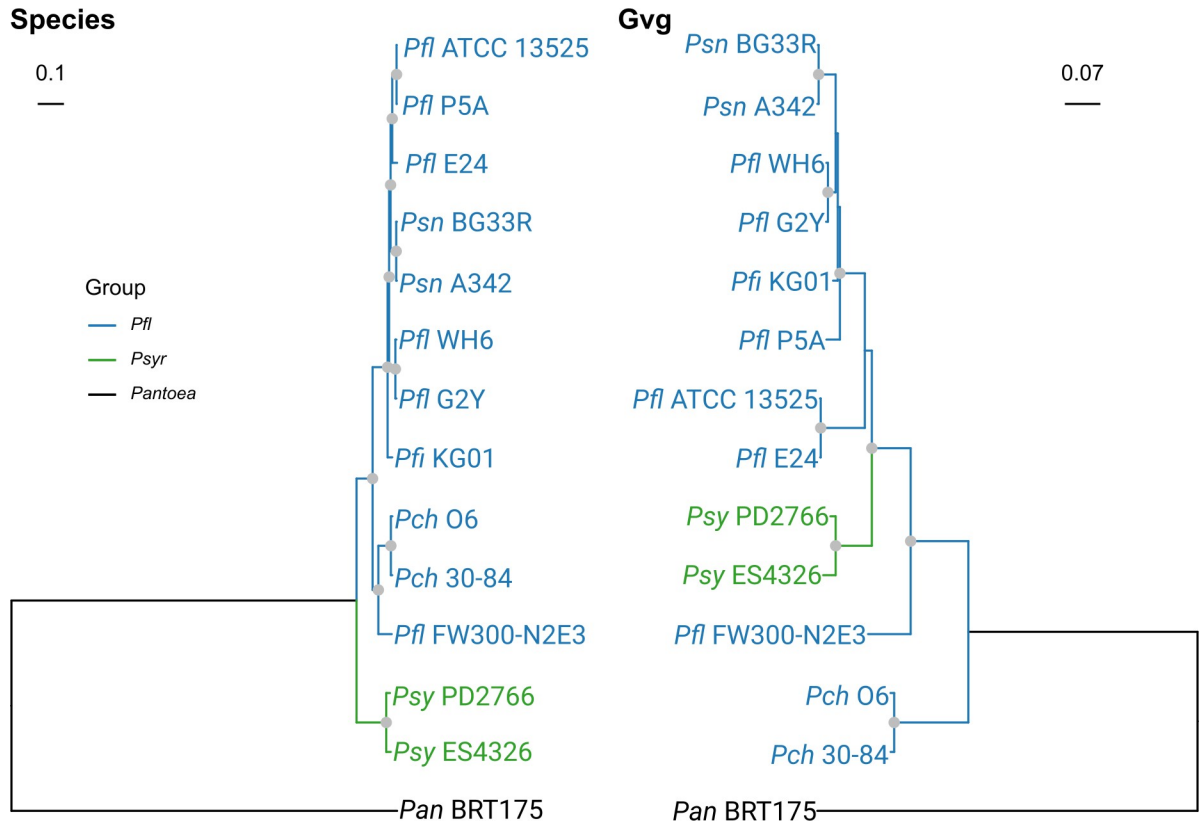 Species
0.1
Pfl ATCC 13525
Pfl P5A
Pfl E24
Psn BG33R
Psn A342
Pfl WH6
Pfl G2Y
Pfi KG01
Pch O6
Pch 30-84
Pfl FW300-N2E3
Psy PD2766
Psy ES4326
Pan BRT175
Group
Pfl
Psyr
Pantoea
Gvg
0.07
Psn BG33R
Psn A342
Pfl WH6
Pfl G2Y
Pfi KG01
Pfl P5A
Pfl ATCC 13525
Pfl E24
Psy PD2766
Psy ES4326
Pfl FW300-N2E3
Pch O6
Pch 30-84
Pan BRT175